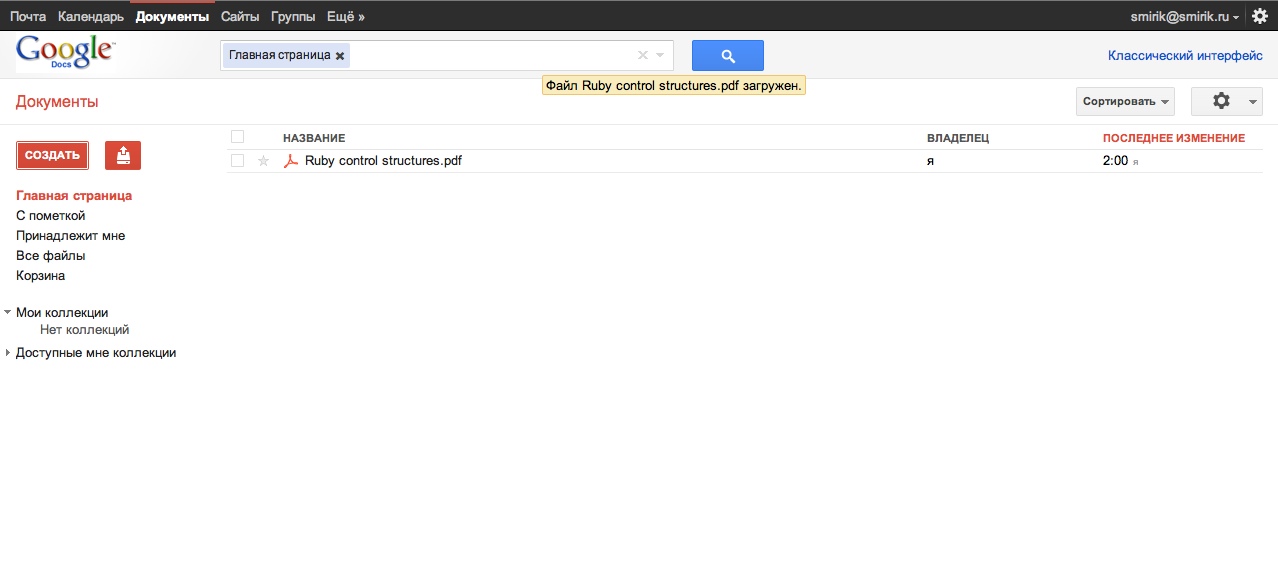 Почта Календарь Документы Сайты Группы Ещё » smirik@smirik.ru
Google Docs
Главная страница
Классический интерфейс
Файл Ruby control structures.pdf загружен.
Документы
Сортировать
СОЗДАТЬ
НАЗВАНИЕ ВЛАДЕЛЕЦ ПОСЛЕДНЕЕ ИЗМЕНЕНИЕ
Ruby control structures.pdf я 2:00 я
Главная страница
С пометкой
Принадлежит мне
Все файлы
Корзина
Мои коллекции
Нет коллекций
Доступные мне коллекции